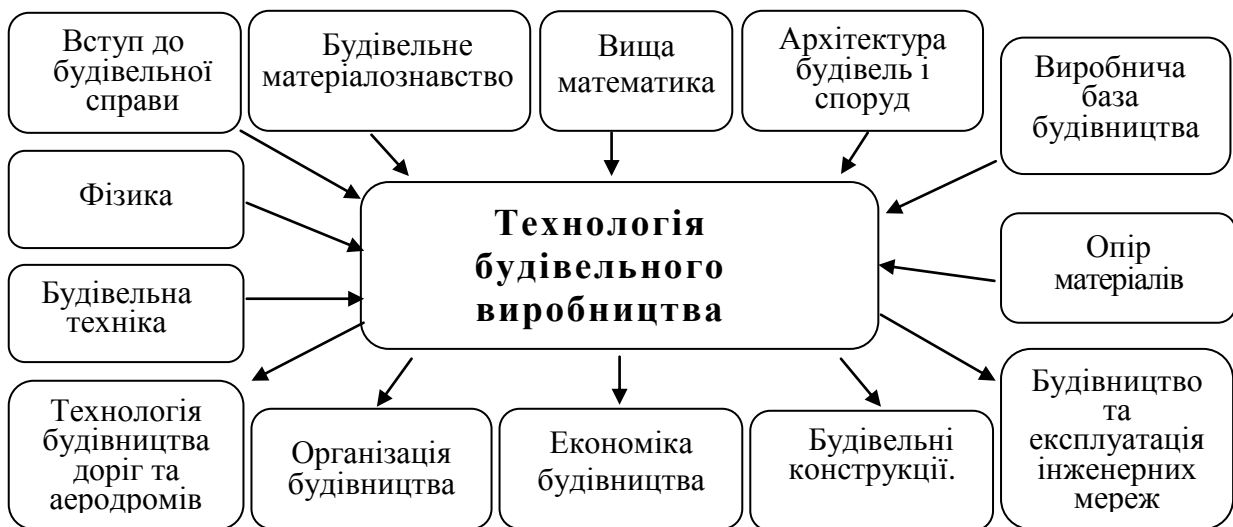 Вступ до
будівельної
справи
Будівельне
матеріалознавство
Вища
математика
Архітектура
будівель і
споруд
Виробнича
база
будівництва
Фізика
Технологія
будівельного
виробництва
Опір
матеріалів
Будівельна
техніка
Технологія
будівництва
доріг та
аеродромів
Організація
будівництва
Економіка
будівництва
Будівельні
конструкції.
Будівництво
та
експлуатація
інженерних
мереж